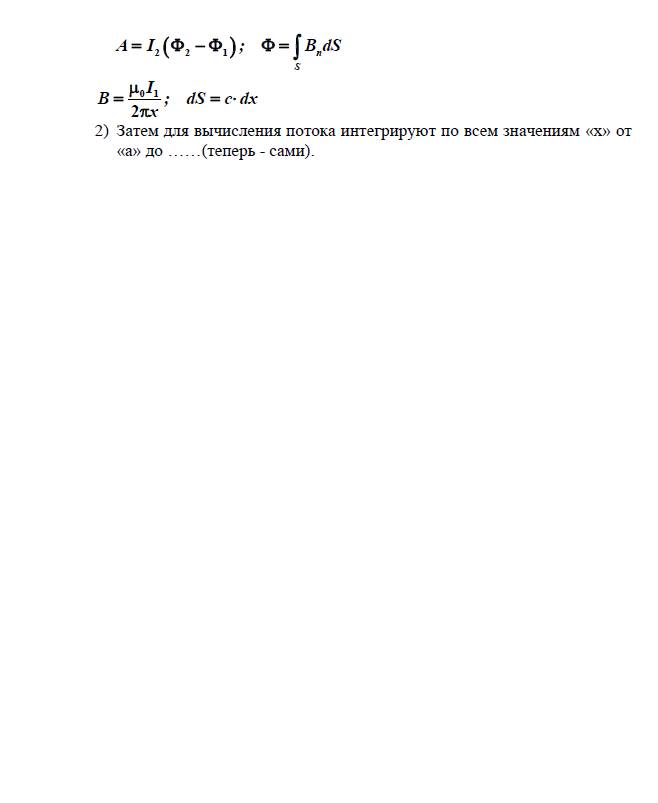 A = I₂(Φ₂ − Φ₁); Φ = ∫_S BₙdS
B = μ₀I₁/2πx; dS = c· dx
2) Затем для вычисления потока интегрируют по всем значениям «x» от
«a» до ……(теперь - сами).